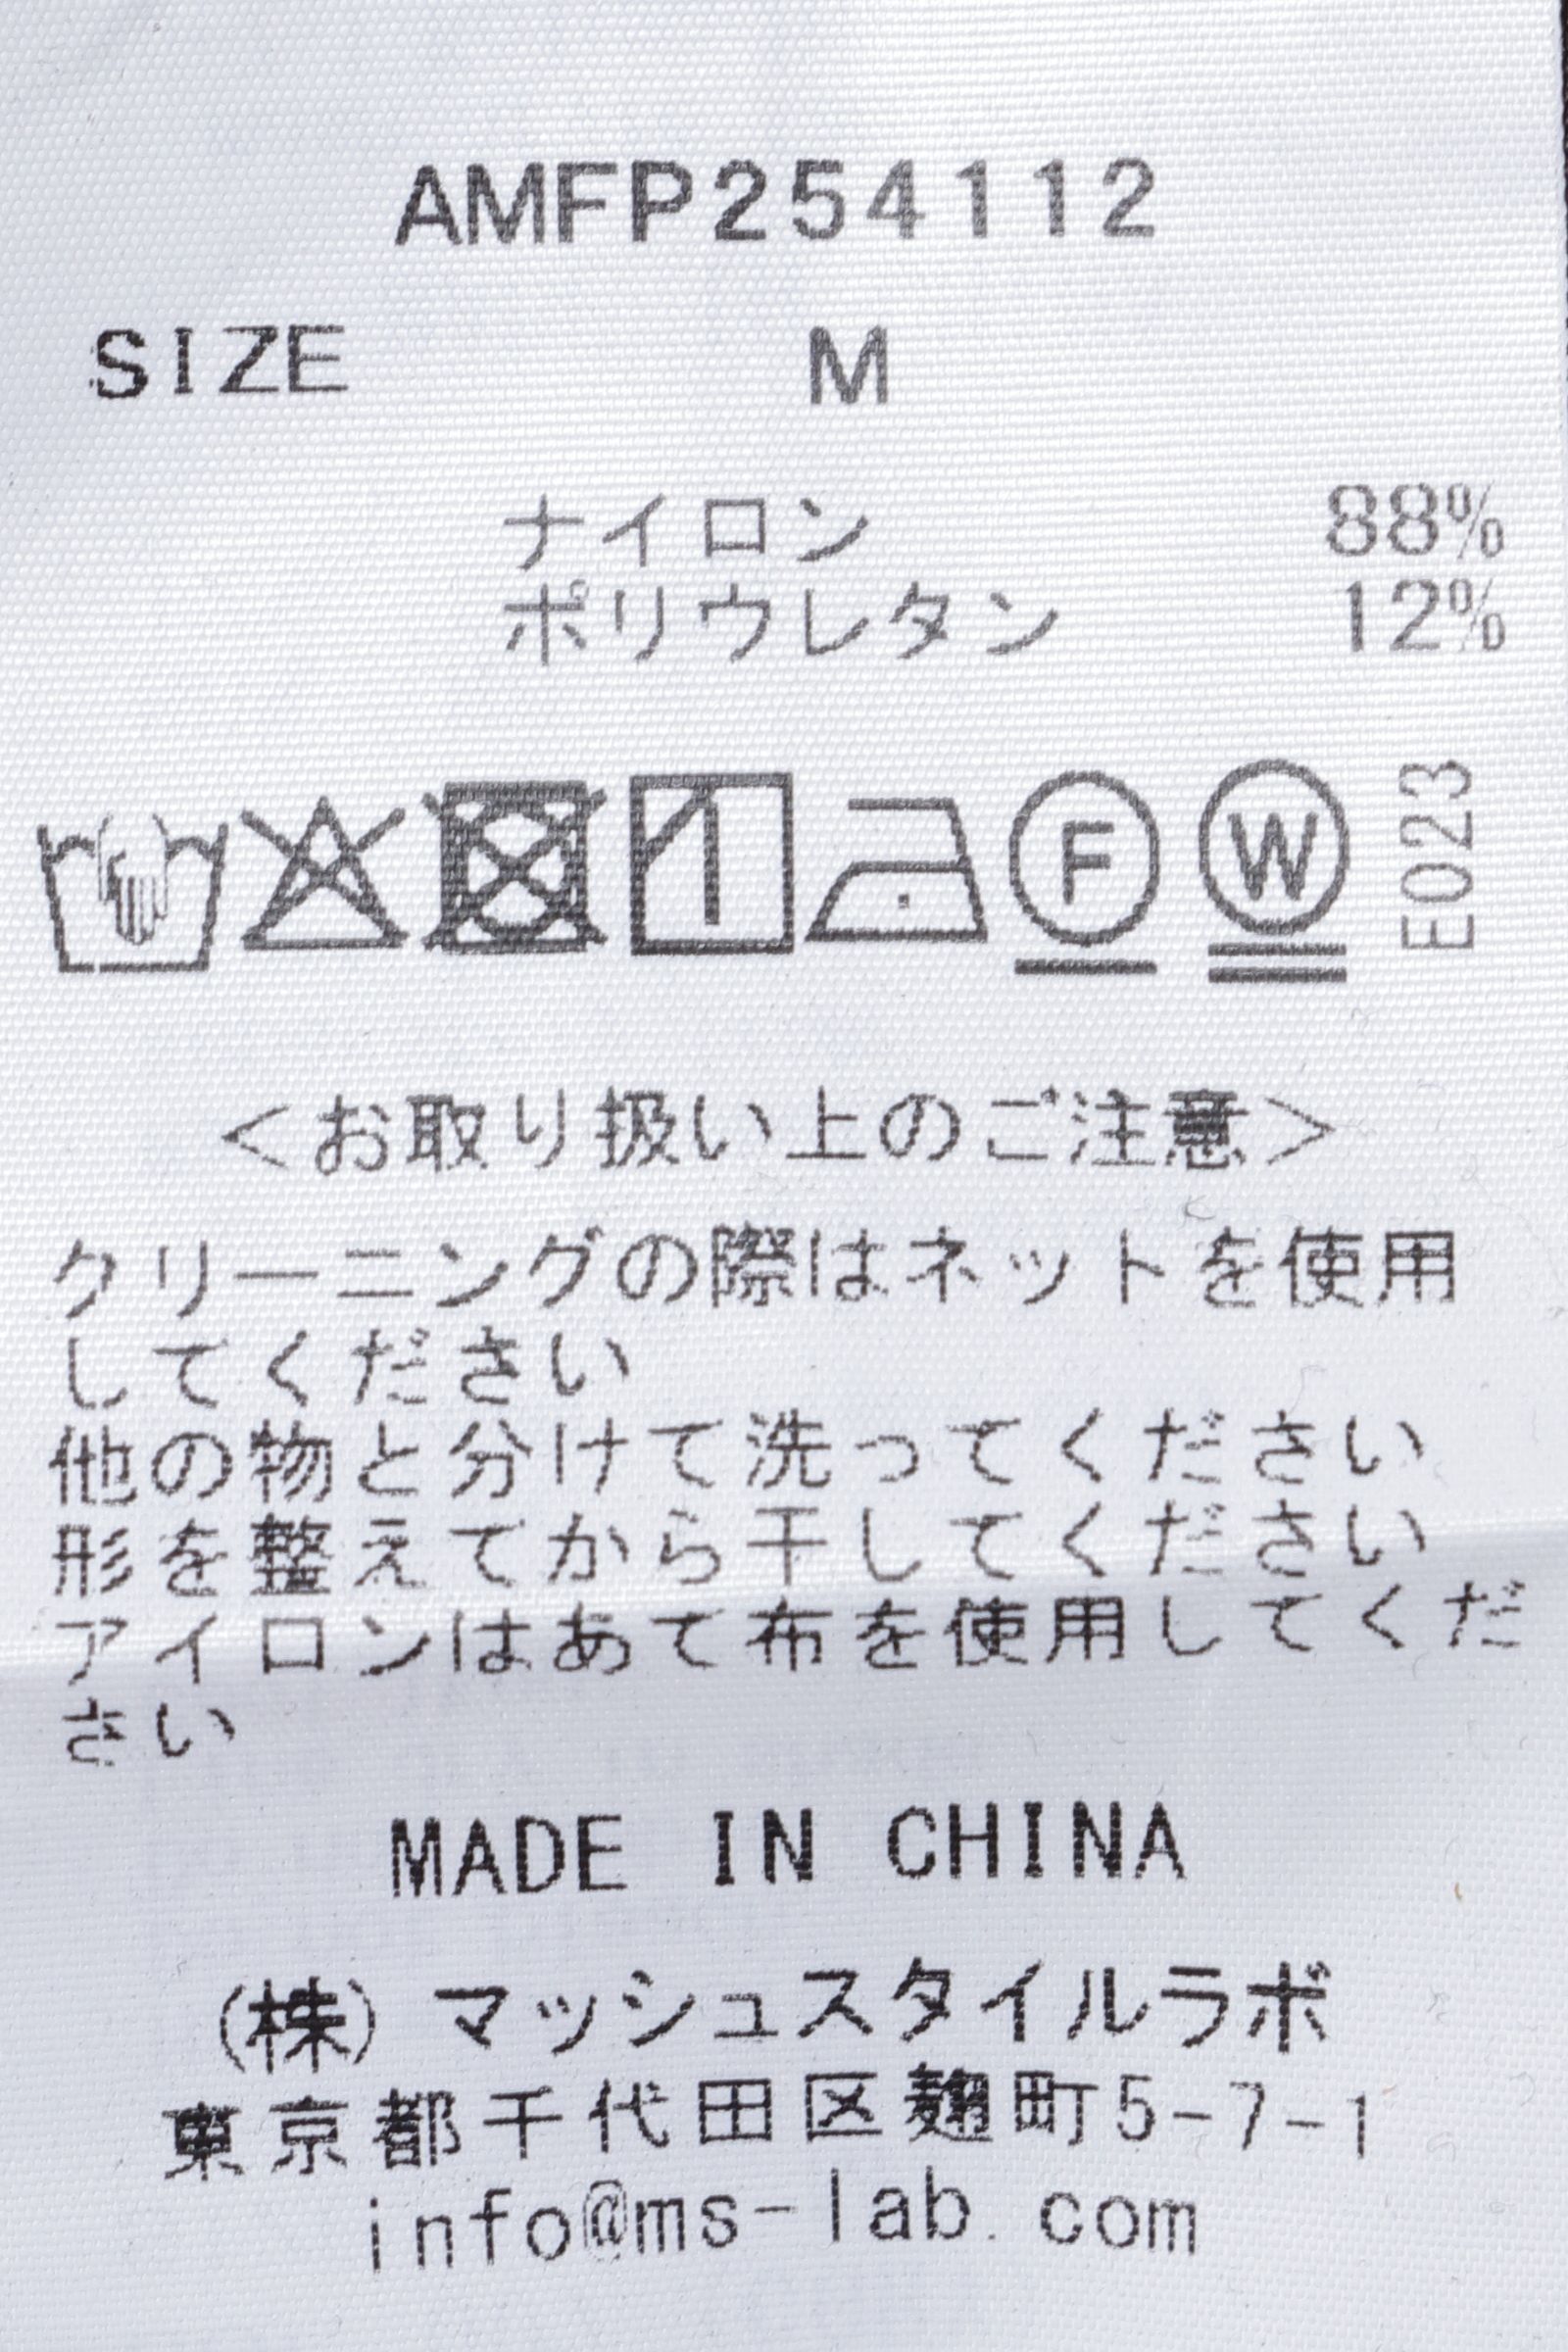 AMFP254112
SIZE M
ナイロン 88%
ポリウレタン 12%
F W E023
<お取り扱い上のご注意>
クリーニングの際はネットを使用
してください
他の物と分けて洗ってください
形を整えてから干してください
アイロンはあて布を使用してくだ
さい
MADE IN CHINA
(株) マッシュスタイルラボ
東京都千代田区麹町5-7-1
info@ms-lab.com